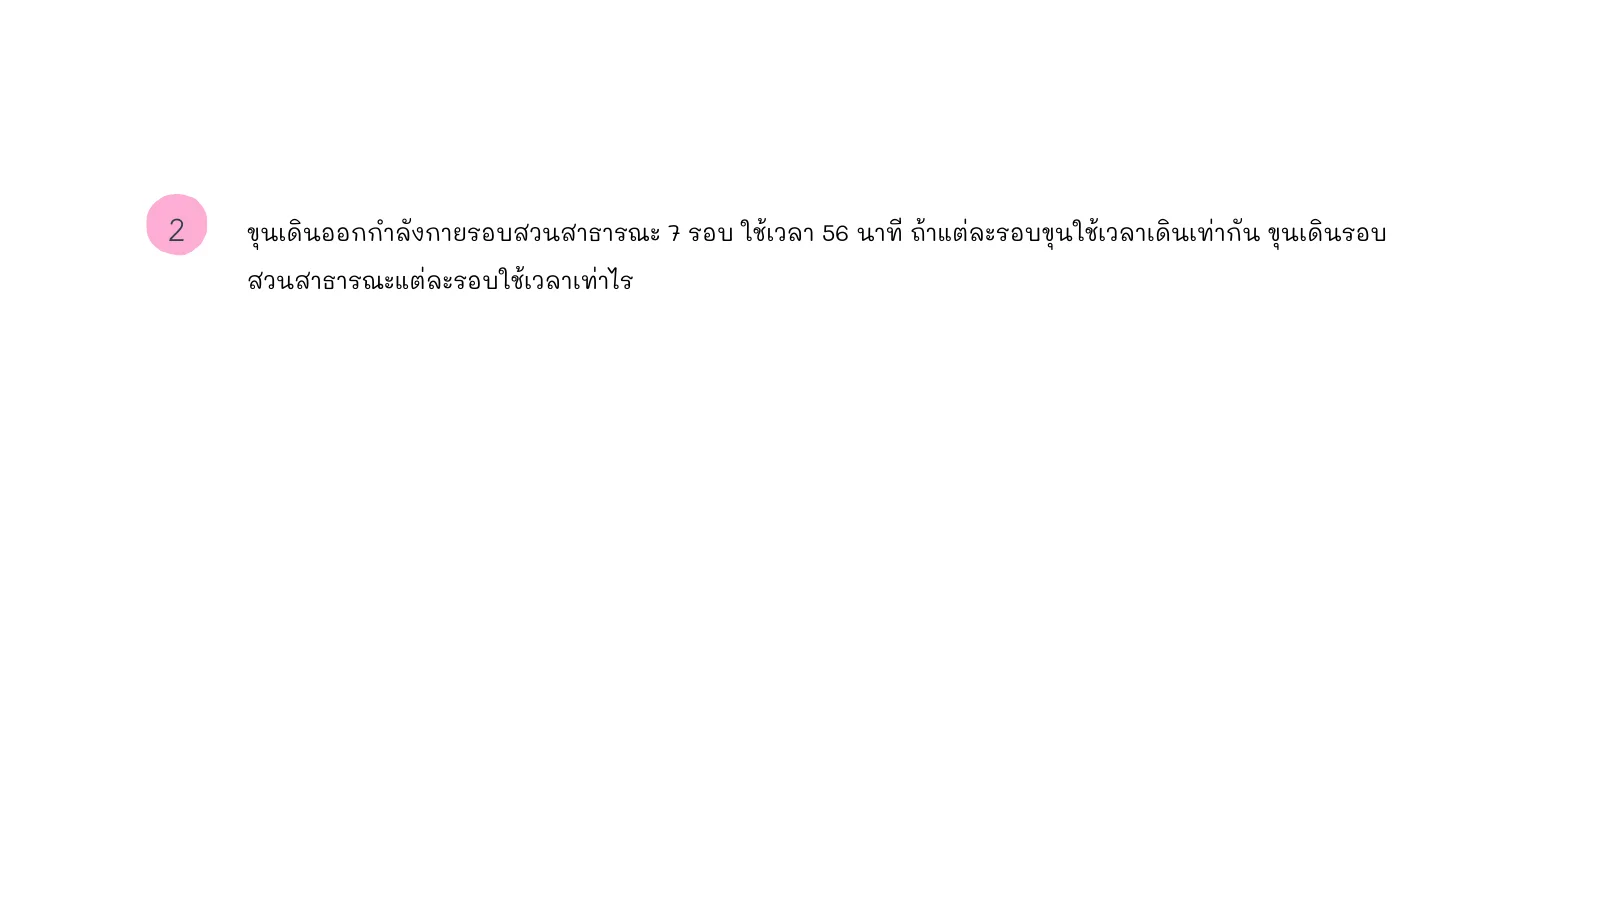 2 ขุนเดินออกกำลังกายรอบสวนสาธารณะ 7 รอบ ใช้เวลา 56 นาที ถ้าแต่ละรอบขุนใช้เวลาเดินเท่ากัน ขุนเดินรอบ
สวนสาธารณะแต่ละรอบใช้เวลาเท่าไร